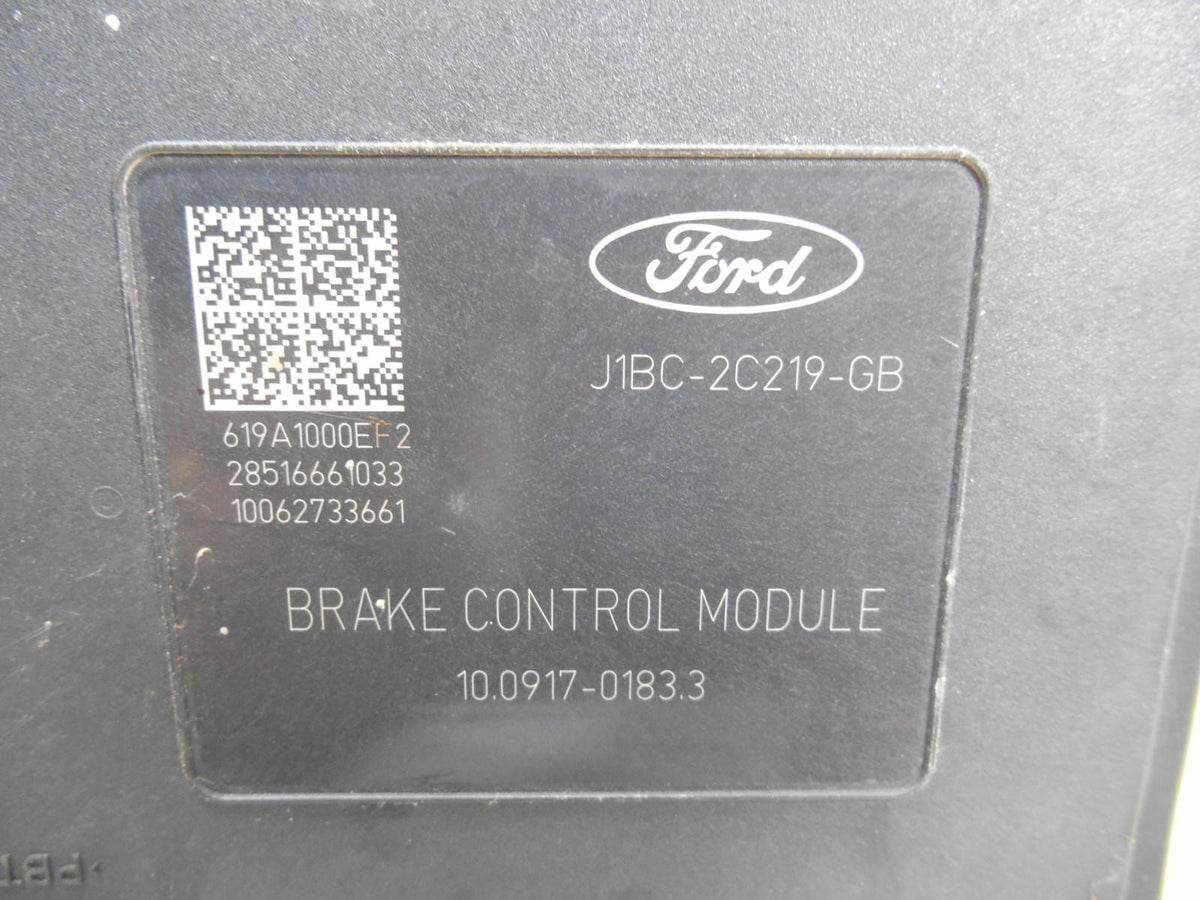 Ford
J1BC-2C219-GB
619A1000EF2
28516661033
10062733661
BRAKE CONTROL MODULE
10.0917-0183.3